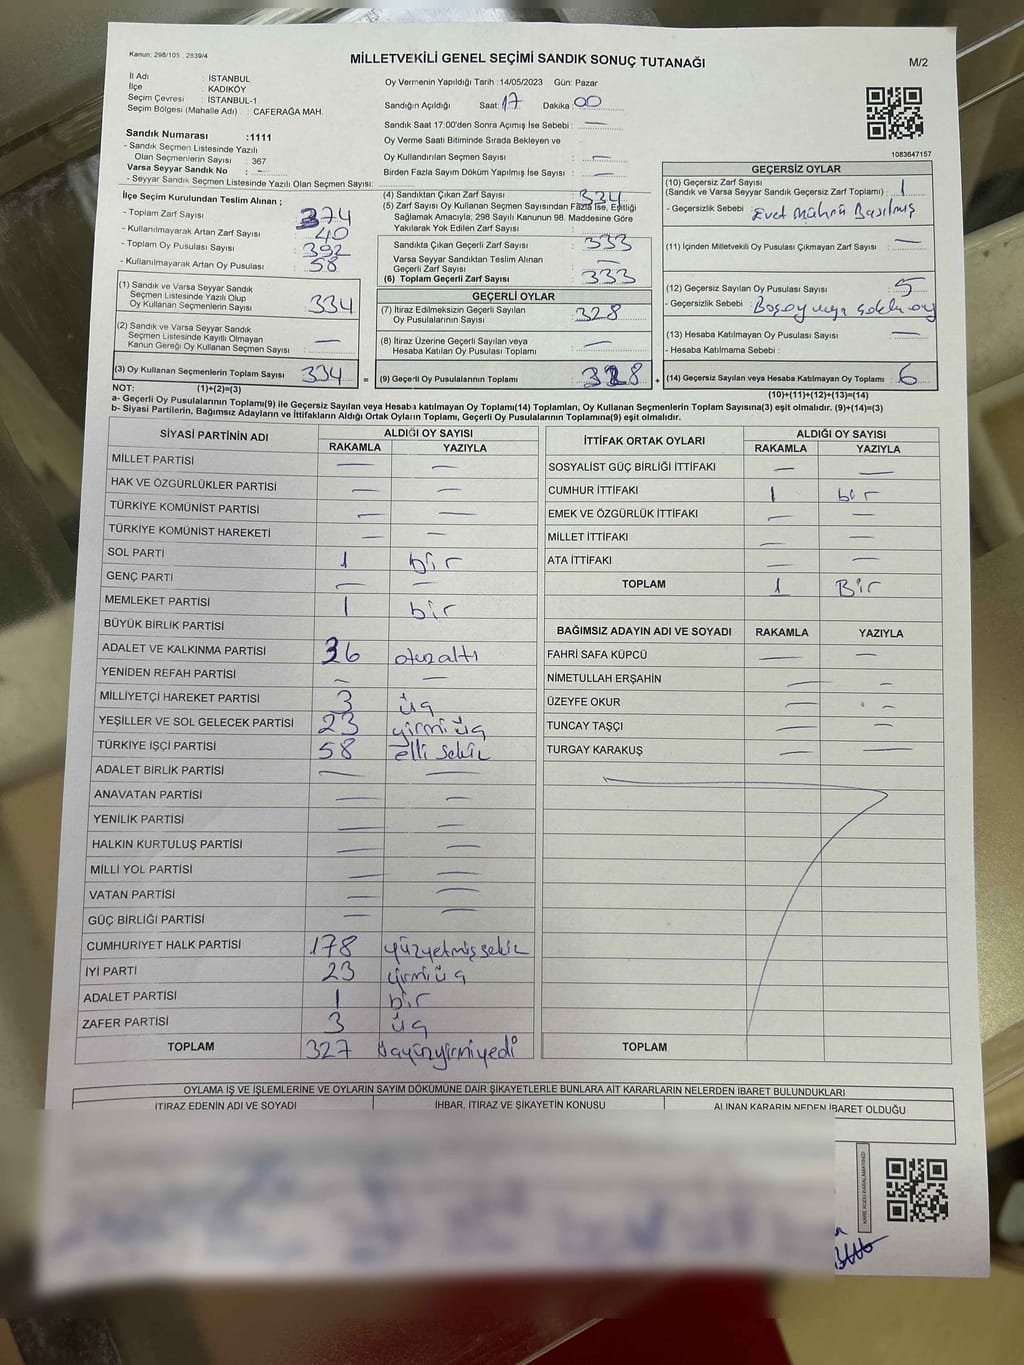 Kanun: 298/105, 2839/4
MİLLETVEKİLİ GENEL SEÇİMİ SANDIK SONUÇ TUTANAĞI
M/2
İl Adı : İSTANBUL
İlçe : KADIKÖY
Seçim Çevresi : İSTANBUL-1
Seçim Bölgesi (Mahalle Adı) : CAFERAĞA MAH.
Sandık Numarası :1111
- Sandık Seçmen Listesinde Yazılı
Olan Seçmenlerin Sayısı : 367
Varsa Seyyar Sandık No : —
- Seyyar Sandık Seçmen Listesinde Yazılı Olan Seçmen Sayısı:
İlçe Seçim Kurulundan Teslim Alınan ;
- Toplam Zarf Sayısı : 374
- Kullanılmayarak Artan Zarf Sayısı : 40
- Toplam Oy Pusulası Sayısı : 392
- Kullanılmayarak Artan Oy Pusulası : 58
(1) Sandık ve Varsa Seyyar Sandık
Seçmen Listesinde Yazılı Olup
Oy Kullanan Seçmenlerin Sayısı : 334
(2) Sandık ve Varsa Seyyar Sandık
Seçmen Listesinde Kayıtlı Olmayan
Kanun Gereği Oy Kullanan Seçmen Sayısı : —
(3) Oy Kullanan Seçmenlerin Toplam Sayısı : 334 =
Oy Vermenin Yapıldığı Tarih :14/05/2023 Gün: Pazar
Sandığın Açıldığı Saat: 17 Dakika : 00
Sandık Saat 17:00'den Sonra Açımış İse Sebebi : —
Oy Verme Saati Bitiminde Sırada Bekleyen ve
Oy Kullandırılan Seçmen Sayısı : —
Birden Fazla Sayım Döküm Yapılmış İse Sayısı : —
(4) Sandıktan Çıkan Zarf Sayısı : 334
(5) Zarf Sayısı Oy Kullanan Seçmen Sayısından Fazla İse, Eşitliği
Sağlamak Amacıyla; 298 Sayılı Kanunun 98. Maddesine Göre
Yakılarak Yok Edilen Zarf Sayısı :
Sandıkta Çıkan Geçerli Zarf Sayısı : 333
Varsa Seyyar Sandıktan Teslim Alınan
Geçerli Zarf Sayısı : —
(6) Toplam Geçerli Zarf Sayısı : 333
GEÇERLİ OYLAR
(7) İtiraz Edilmeksizin Geçerli Sayılan
Oy Pusulalarının Sayısı : 328
(8) İtiraz Üzerine Geçerli Sayılan veya
Hesaba Katılan Oy Pusulası Toplamı : —
(9) Geçerli Oy Pusulalarının Toplamı : 328 +
1083647157
GEÇERSİZ OYLAR
(10) Geçersiz Zarf Sayısı
(Sandık ve Varsa Seyyar Sandık Geçersiz Zarf Toplamı) : 1
- Geçersizlik Sebebi : Evet Mührü Basılmış
(11) İçinden Milletvekili Oy Pusulası Çıkmayan Zarf Sayısı : —
(12) Geçersiz Sayılan Oy Pusulası Sayısı : 5
- Geçersizlik Sebebi : Boş oy veya
(13) Hesaba Katılmayan Oy Pusulası Sayısı : —
- Hesaba Katılmama Sebebi :
(14) Geçersiz Sayılan veya Hesaba Katılmayan Oy Toplamı : 6
NOT: (1)+(2)=(3) (10)+(11)+(12)+(13)=(14)
a- Geçerli Oy Pusulalarının Toplamı(9) ile Geçersiz Sayılan veya Hesaba katılmayan Oy Toplamı(14) Toplamları, Oy Kullanan Seçmenlerin Toplam Sayısına(3) eşit olmalıdır. (9)+(14)=(3)
b- Siyasi Partilerin, Bağımsız Adayların ve İttifakların Aldığı Ortak Oyların Toplamı, Geçerli Oy Pusulalarının Toplamına(9) eşit olmalıdır.
SİYASİ PARTİNİN ADI ALDIĞI OY SAYISI
RAKAMLA YAZIYLA
MİLLET PARTİSİ — —
HAK VE ÖZGÜRLÜKLER PARTİSİ — —
TÜRKİYE KOMÜNİST PARTİSİ — —
TÜRKİYE KOMÜNİST HAREKETİ — —
SOL PARTİ 1 bir
GENÇ PARTİ — —
MEMLEKET PARTİSİ 1 bir
BÜYÜK BİRLİK PARTİSİ
ADALET VE KALKINMA PARTİSİ 36 otuzaltı
YENİDEN REFAH PARTİSİ — —
MİLLİYETÇİ HAREKET PARTİSİ 3 üç
YEŞİLLER VE SOL GELECEK PARTİSİ 23 yirmi üç
TÜRKİYE İŞÇİ PARTİSİ 58 elli sekiz
ADALET BİRLİK PARTİSİ — —
ANAVATAN PARTİSİ — —
YENİLİK PARTİSİ — —
HALKIN KURTULUŞ PARTİSİ — —
MİLLİ YOL PARTİSİ — —
VATAN PARTİSİ — —
GÜÇ BİRLİĞİ PARTİSİ — —
CUMHURİYET HALK PARTİSİ 178 yüzyetmişsekiz
İYİ PARTİ 23 yirmi üç
ADALET PARTİSİ 1 bir
ZAFER PARTİSİ 3 üç
TOPLAM 327 üçyüzyirmiyedi
İTTİFAK ORTAK OYLARI ALDIĞI OY SAYISI
RAKAMLA YAZIYLA
SOSYALİST GÜÇ BİRLİĞİ İTTİFAKI — —
CUMHUR İTTİFAKI 1 bir
EMEK VE ÖZGÜRLÜK İTTİFAKI — —
MİLLET İTTİFAKI — —
ATA İTTİFAKI — —
TOPLAM 1 Bir
BAĞIMSIZ ADAYIN ADI VE SOYADI RAKAMLA YAZIYLA
FAHRİ SAFA KÜPCÜ — —
NİMETULLAH ERŞAHİN — —
ÜZEYFE OKUR — —
TUNCAY TAŞÇI — —
TURGAY KARAKUŞ — —
TOPLAM
OYLAMA İŞ VE İŞLEMLERİNE VE OYLARIN SAYIM DÖKÜMÜNE DAİR ŞİKAYETLERLE BUNLARA AİT KARARLARIN NELERDEN İBARET BULUNDUKLARI
İTİRAZ EDENİN ADI VE SOYADI İHBAR, İTİRAZ VE ŞİKAYETİN KONUSU ALINAN KARARIN NEDEN İBARET OLDUĞU
KARE KODU KARALAMAYINIZ!